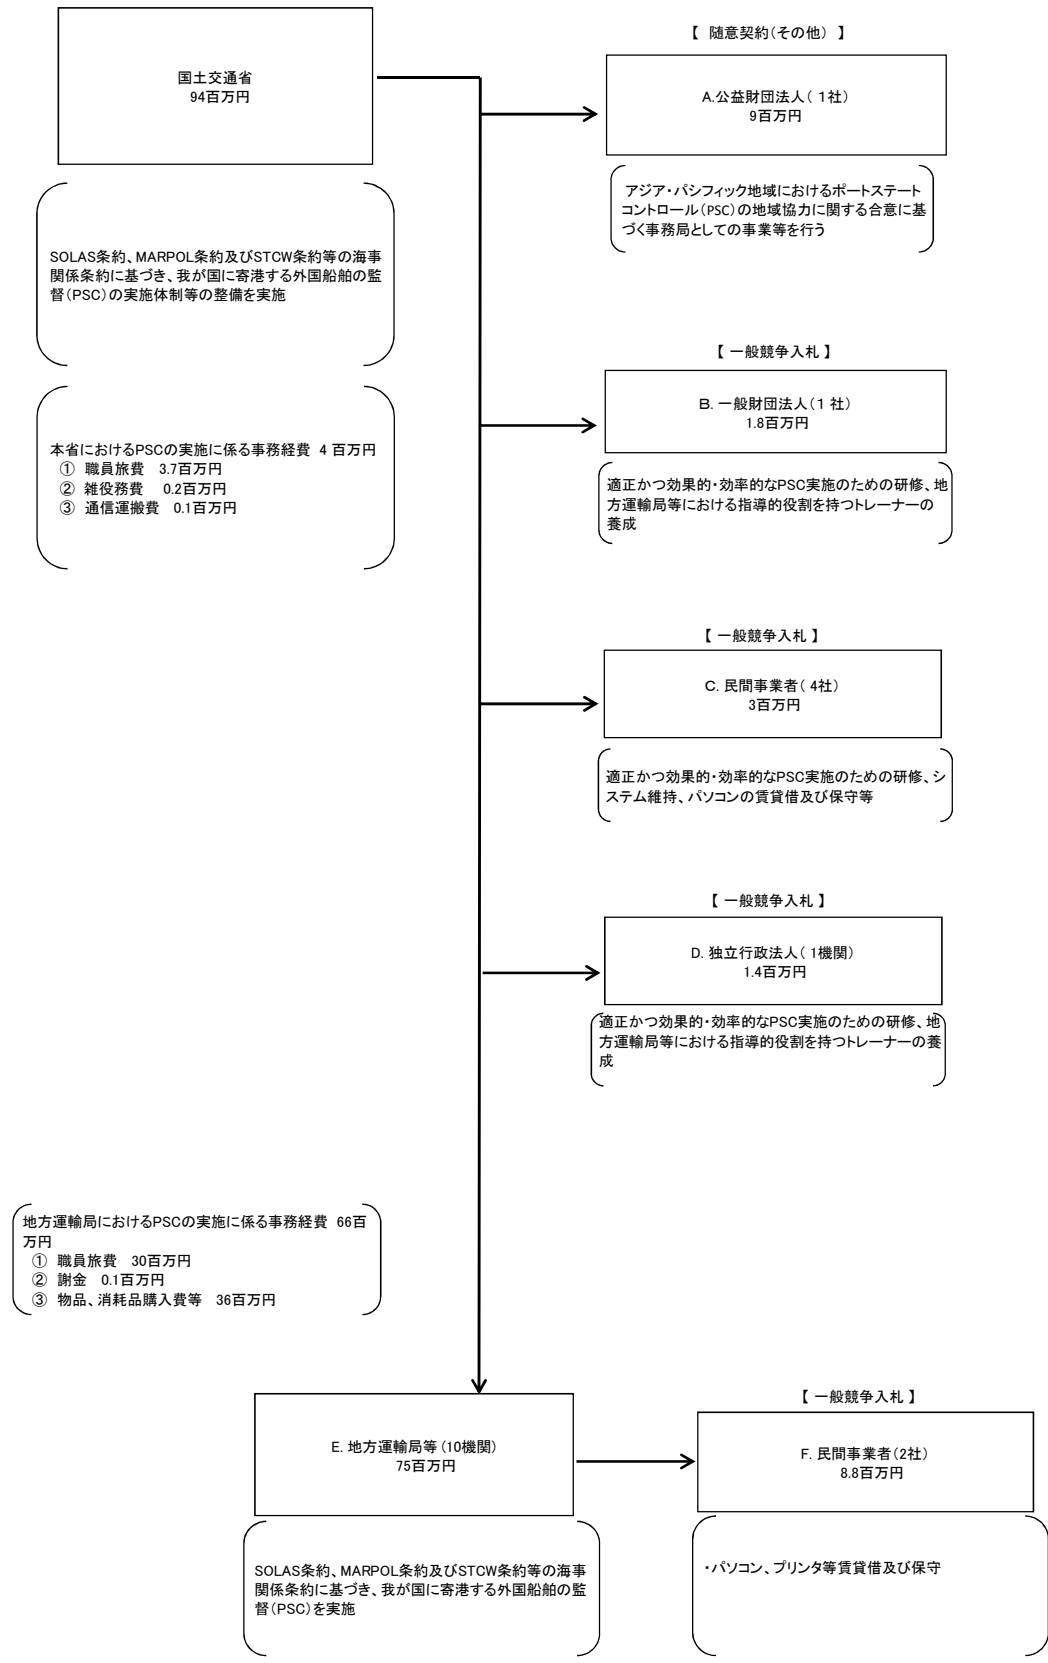 国土交通省
94百万円
SOLAS条約、MARPOL条約及びSTCW条約等の海事
関係条約に基づき、我が国に寄港する外国船舶の監
督(PSC)の実施体制等の整備を実施
本省におけるPSCの実施に係る事務経費 4 百万円
① 職員旅費 3.7百万円
② 雑役務費 0.2百万円
③ 通信運搬費 0.1百万円
【 随意契約(その他) 】
A.公益財団法人( 1社)
9百万円
アジア・パシフィック地域におけるポートステート
コントロール(PSC)の地域協力に関する合意に基
づく事務局としての事業等を行う
【 一般競争入札 】
B. 一般財団法人(1 社)
1.8百万円
適正かつ効果的・効率的なPSC実施のための研修、地
方運輸局等における指導的役割を持つトレーナーの
養成
【 一般競争入札 】
C. 民間事業者( 4社)
3百万円
適正かつ効果的・効率的なPSC実施のための研修、シ
ステム維持、パソコンの賃貸借及び保守等
【 一般競争入札 】
D. 独立行政法人( 1機関)
1.4百万円
適正かつ効果的・効率的なPSC実施のための研修、地
方運輸局等における指導的役割を持つトレーナーの養
成
地方運輸局におけるPSCの実施に係る事務経費 66百
万円
① 職員旅費 30百万円
② 謝金 0.1百万円
③ 物品、消耗品購入費等 36百万円
E. 地方運輸局等 (10機関)
75百万円
SOLAS条約、MARPOL条約及びSTCW条約等の海事
関係条約に基づき、我が国に寄港する外国船舶の監
督(PSC)を実施
【 一般競争入札 】
F. 民間事業者(2社)
8.8百万円
・パソコン、プリンタ等賃貸借及び保守